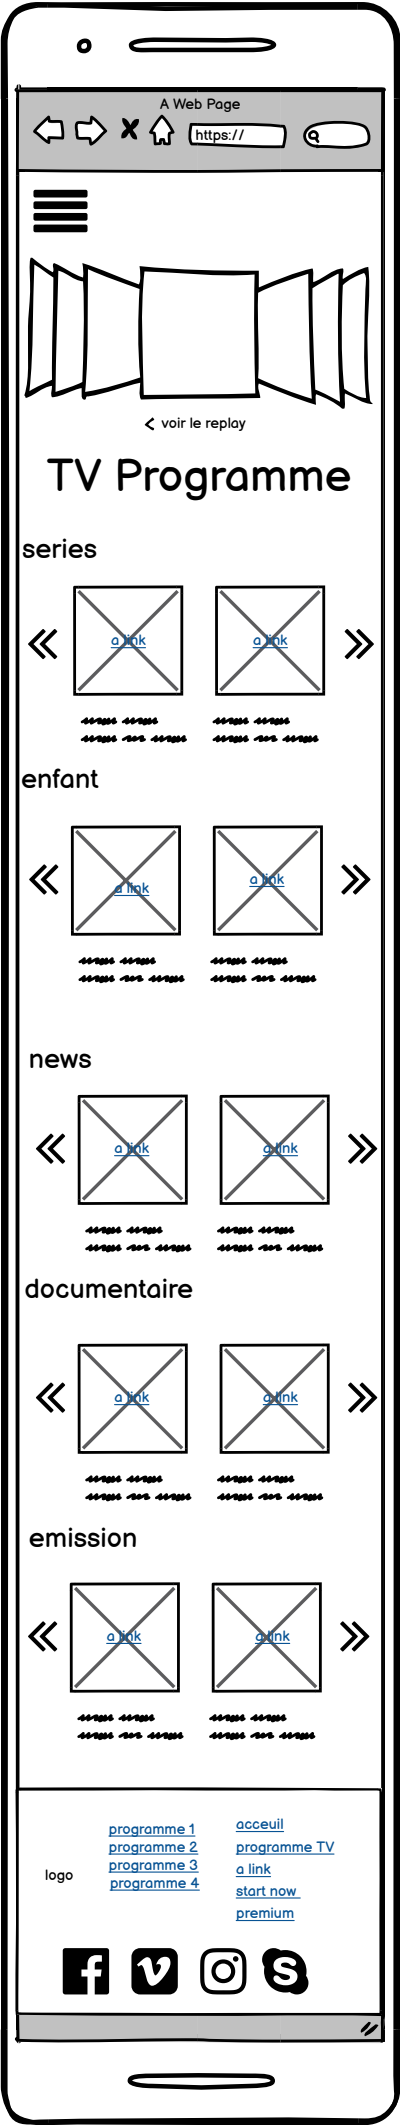 A Web Page
https://
voir le replay
TV Programme
series
a link a link
enfant
a link a link
news
a link a link
documentaire
a link a link
emission
a link a link
logo
programme 1
programme 2
programme 3
programme 4
acceuil
programme TV
a link
start now
premium